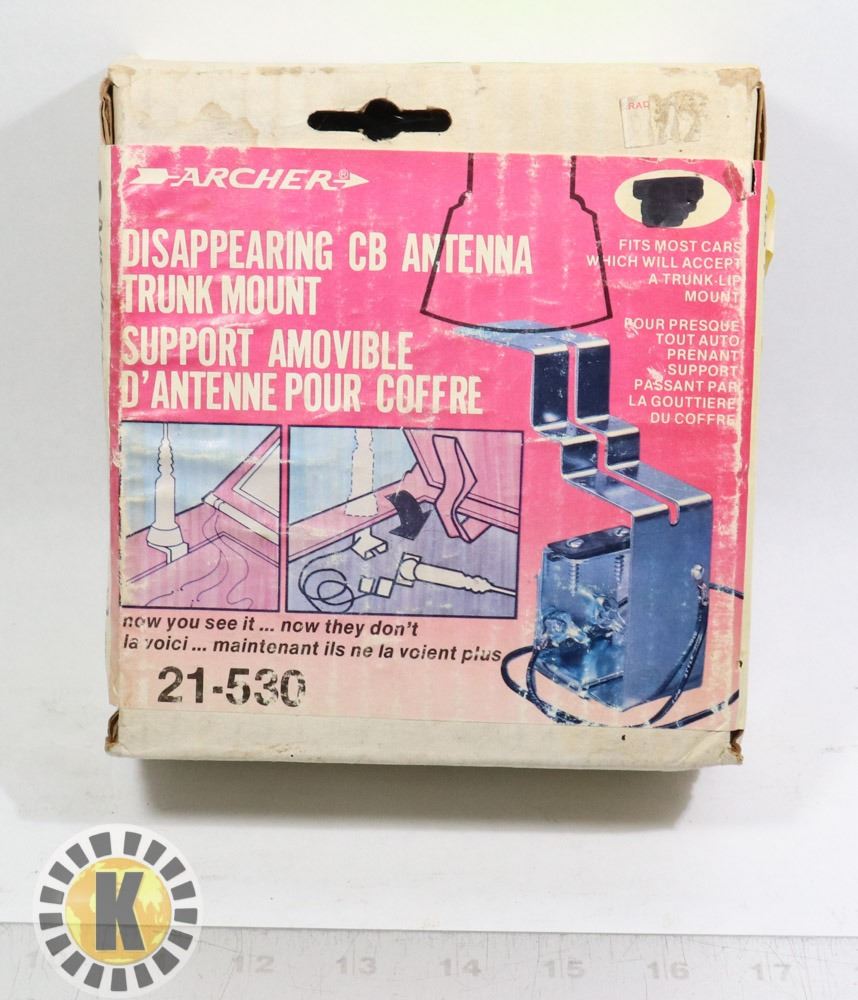 RAD
ARCHER®
DISAPPEARING CB ANTENNA
TRUNK MOUNT
SUPPORT AMOVIBLE
D'ANTENNE POUR COFFRE
FITS MOST CARS
WHICH WILL ACCEPT
A TRUNK-LIP
MOUNT
POUR PRESQUE
TOUT AUTO
PRENANT
SUPPORT
PASSANT PAR
LA GOUTTIERE
DU COFFRE
now you see it ... now they don't
la voici ... maintenant ils ne la voient plus
21-530
K
12 13 14 15 16 17